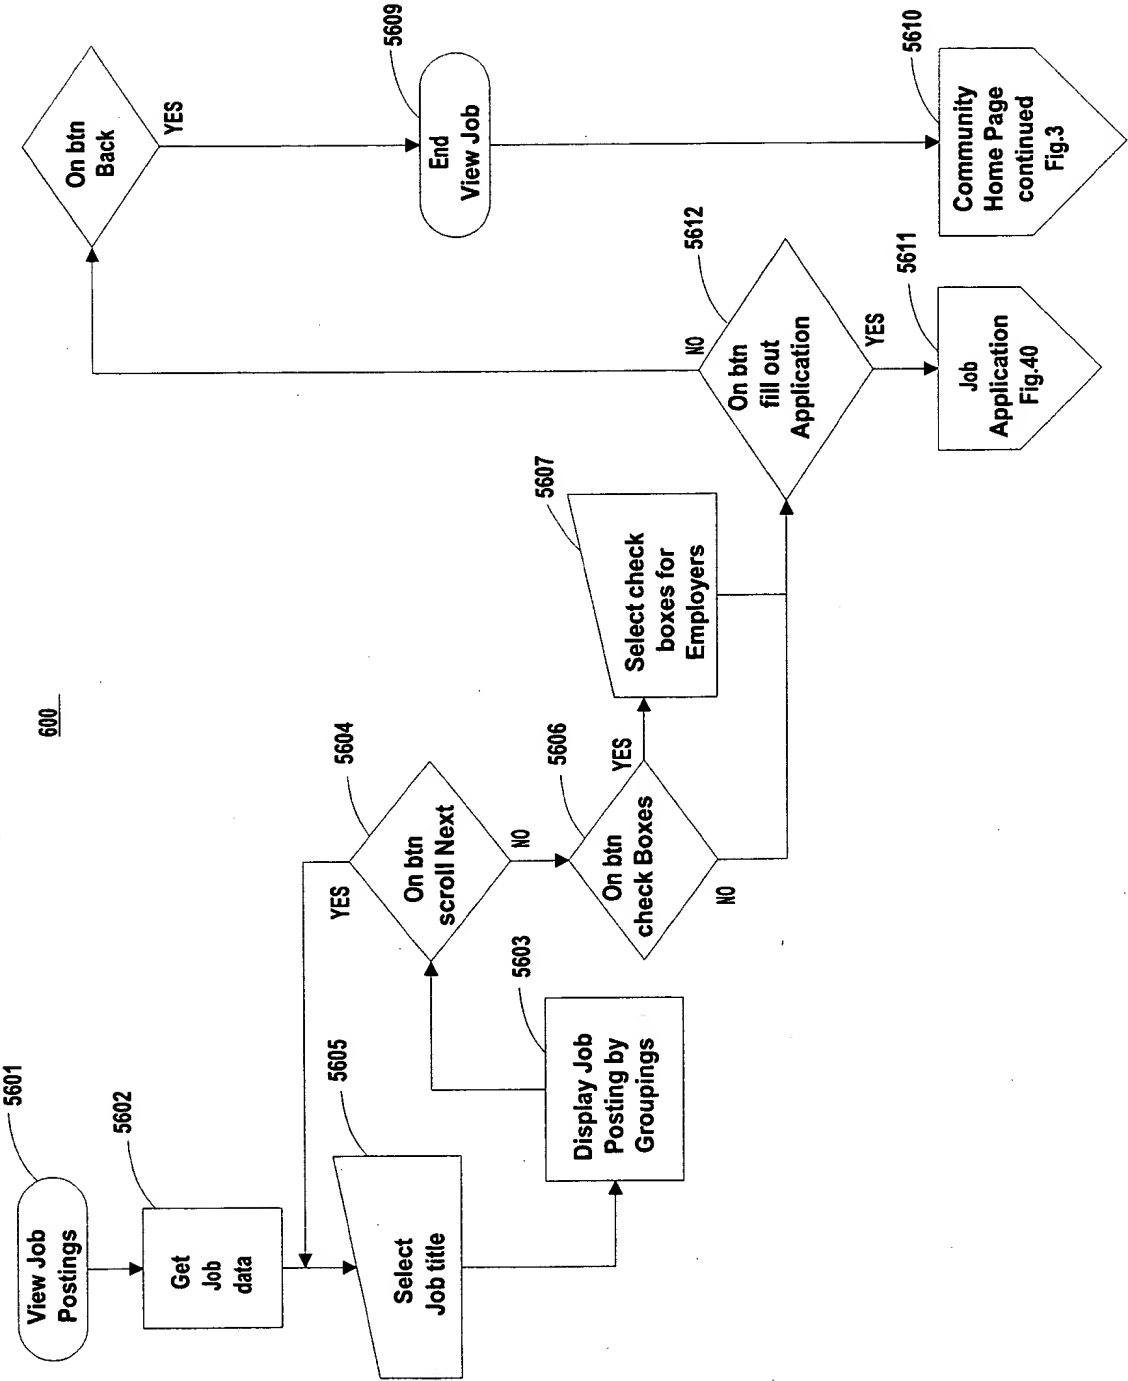 600
5601
View Job
Postings
5602
Get
Job
data
5605
Select
Job title
5603
Display Job
Posting by
Groupings
5604
On btn
scroll Next
YES
NO
5606
On btn
check Boxes
YES
NO
5607
Select check
boxes for
Employers
5612
On btn
fill out
Application
NO
YES
5611
Job
Application
Fig.40
On btn
Back
YES
5609
End
View Job
5610
Community
Home Page
continued
Fig.3